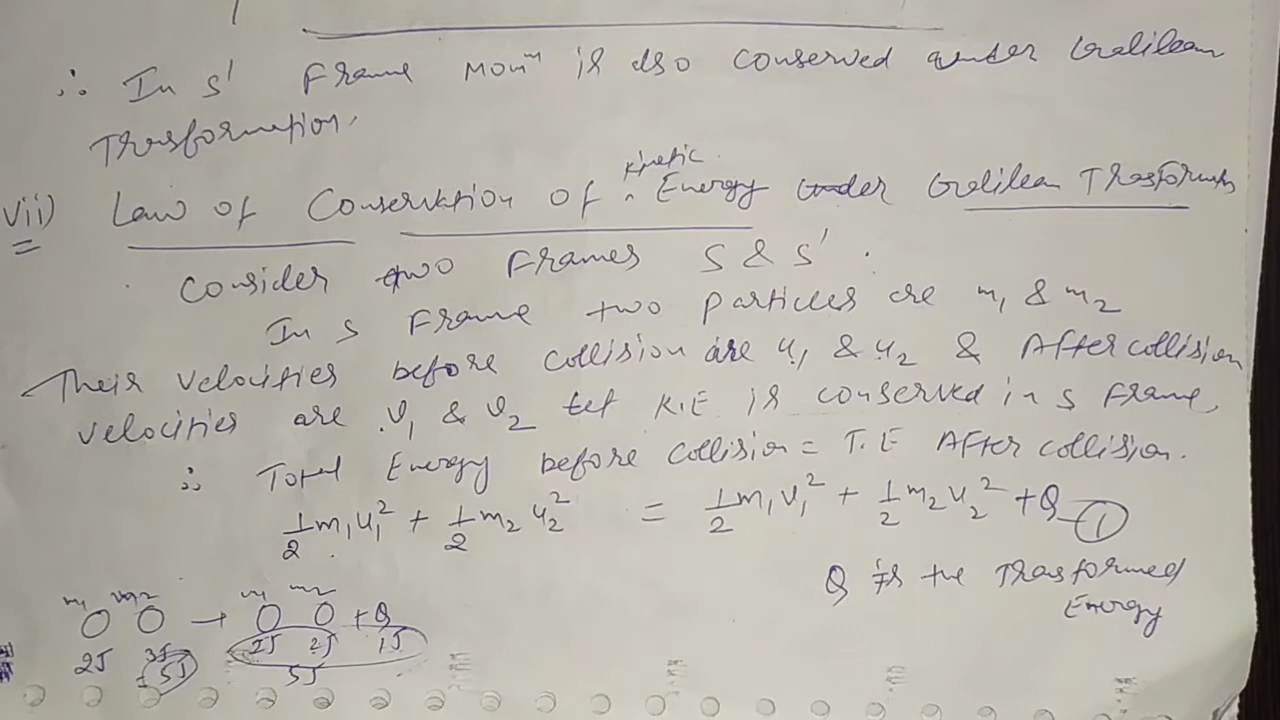 ∴ In S' Frame Mom^m is also conserved under Galilean
Transformation.
vii) Law of Conservation of Kinetic Energy Under Galilean
Consider two Frames S & S'.
In S Frame two particles are m₁ & m₂
Their velocities before collision are u₁ & u₂ & After collision
velocities are v₁ & v₂ let K.E is conserved in S Frame,
∴ Total Energy before collision = T.E After collision.
1/2 m₁u₁² + 1/2 m₂u₂² = 1/2 m₁v₁² + 1/2 m₂v₂² + Q — 1
Q is the Transformed
Energy
m₁ m₂ → m₁ m₂ + Q
2J 3J 2J 2J 1J
5J 5J